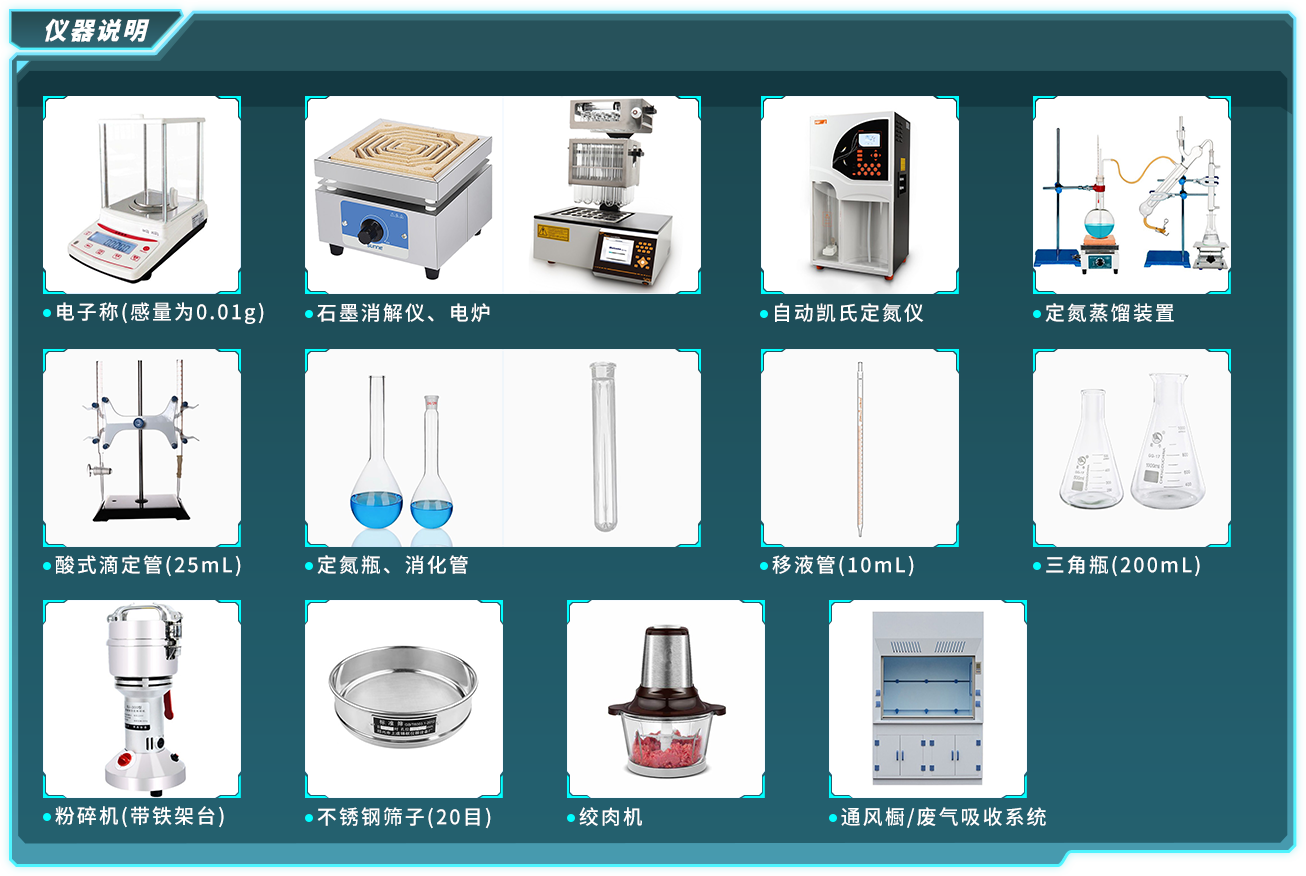 仪器说明
电子称(感量为0.01g)
石墨消解仪、电炉
自动凯氏定氮仪
定氮蒸馏装置
酸式滴定管(25mL)
定氮瓶、消化管
移液管(10mL)
三角瓶(200mL)
标准筛
粉碎机(带铁架台)
不锈钢筛子(20目)
绞肉机
通风橱/废气吸收系统